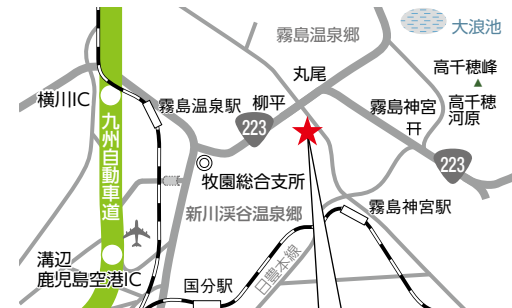 大浪池
霧島温泉郷
高千穂峰
丸尾
横川IC
霧島温泉駅
柳平
霧島神宮
高千穂
河原
223
九州自動車道
223
牧園総合支所
新川渓谷温泉郷
霧島神宮駅
溝辺
鹿児島空港IC
日豊本線
国分駅